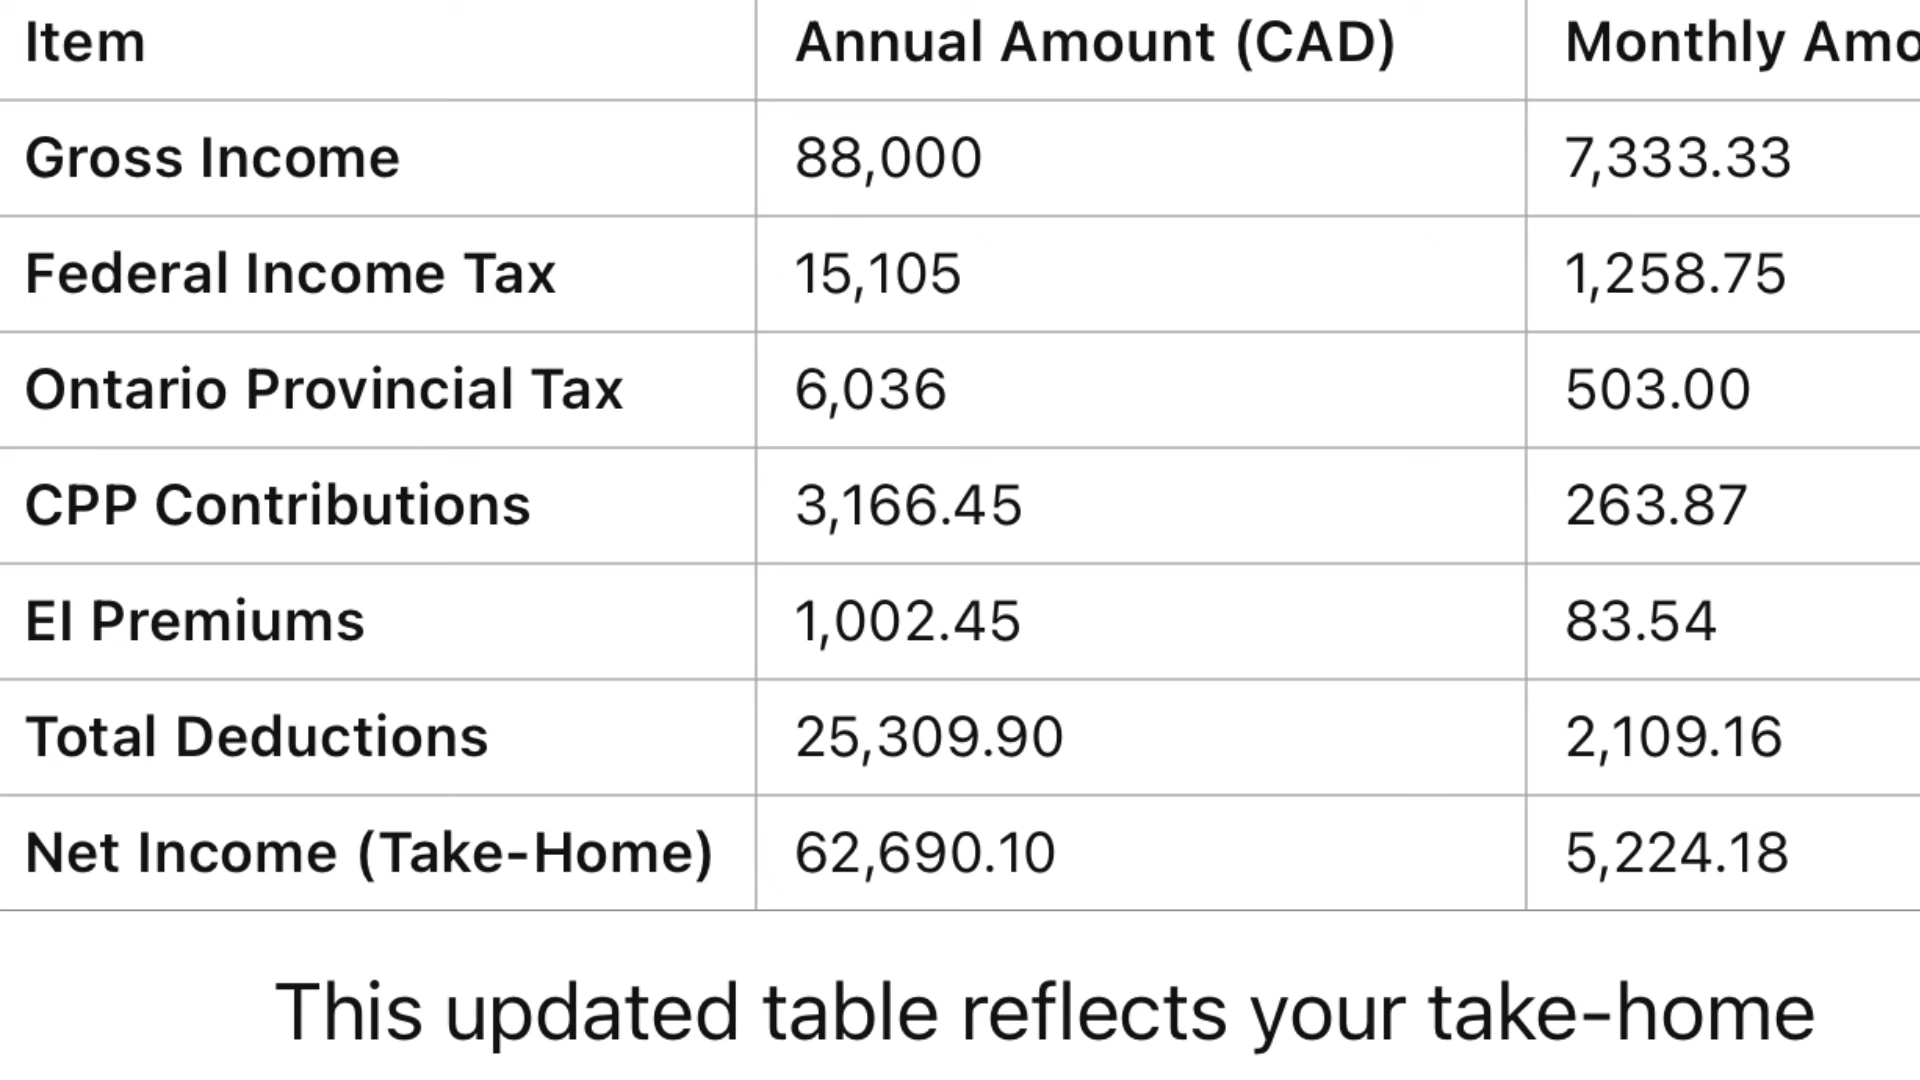 Item Annual Amount (CAD) Monthly Amo
Gross Income 88,000 7,333.33
Federal Income Tax 15,105 1,258.75
Ontario Provincial Tax 6,036 503.00
CPP Contributions 3,166.45 263.87
EI Premiums 1,002.45 83.54
Total Deductions 25,309.90 2,109.16
Net Income (Take-Home) 62,690.10 5,224.18
This updated table reflects your take-home